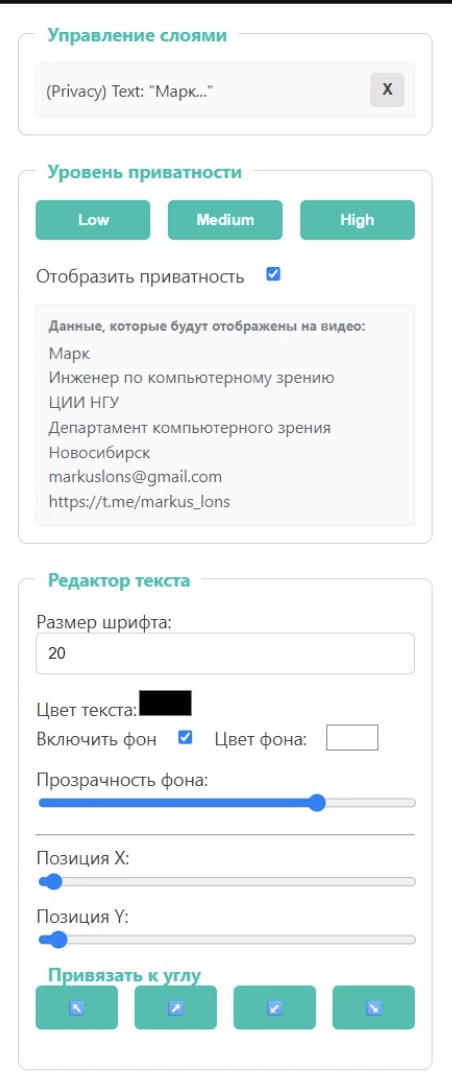 Управление слоями
(Privacy) Text: "Марк..."
X
Уровень приватности
Low
Medium
High
Отобразить приватность
Данные, которые будут отображены на видео:
Марк
Инженер по компьютерному зрению
ЦИИ НГУ
Департамент компьютерного зрения
Новосибирск
markuslons@gmail.com
https://t.me/markus_lons
Редактор текста
Размер шрифта:
20
Цвет текста:
Включить фон
Цвет фона:
Прозрачность фона:
Позиция X:
Позиция Y:
Привязать к углу